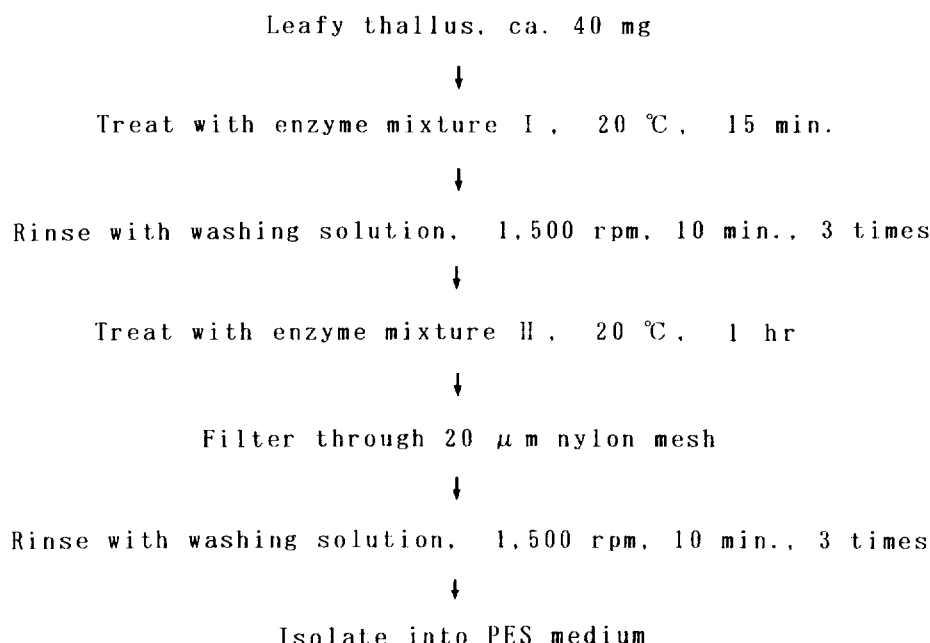 Leafy thallus, ca. 40 mg
↓
Treat with enzyme mixture I, 20 ℃, 15 min.
↓
Rinse with washing solution, 1,500 rpm, 10 min., 3 times
↓
Treat with enzyme mixture II, 20 ℃, 1 hr
↓
Filter through 20 μm nylon mesh
↓
Rinse with washing solution, 1,500 rpm, 10 min., 3 times
↓
Isolate into PES medium